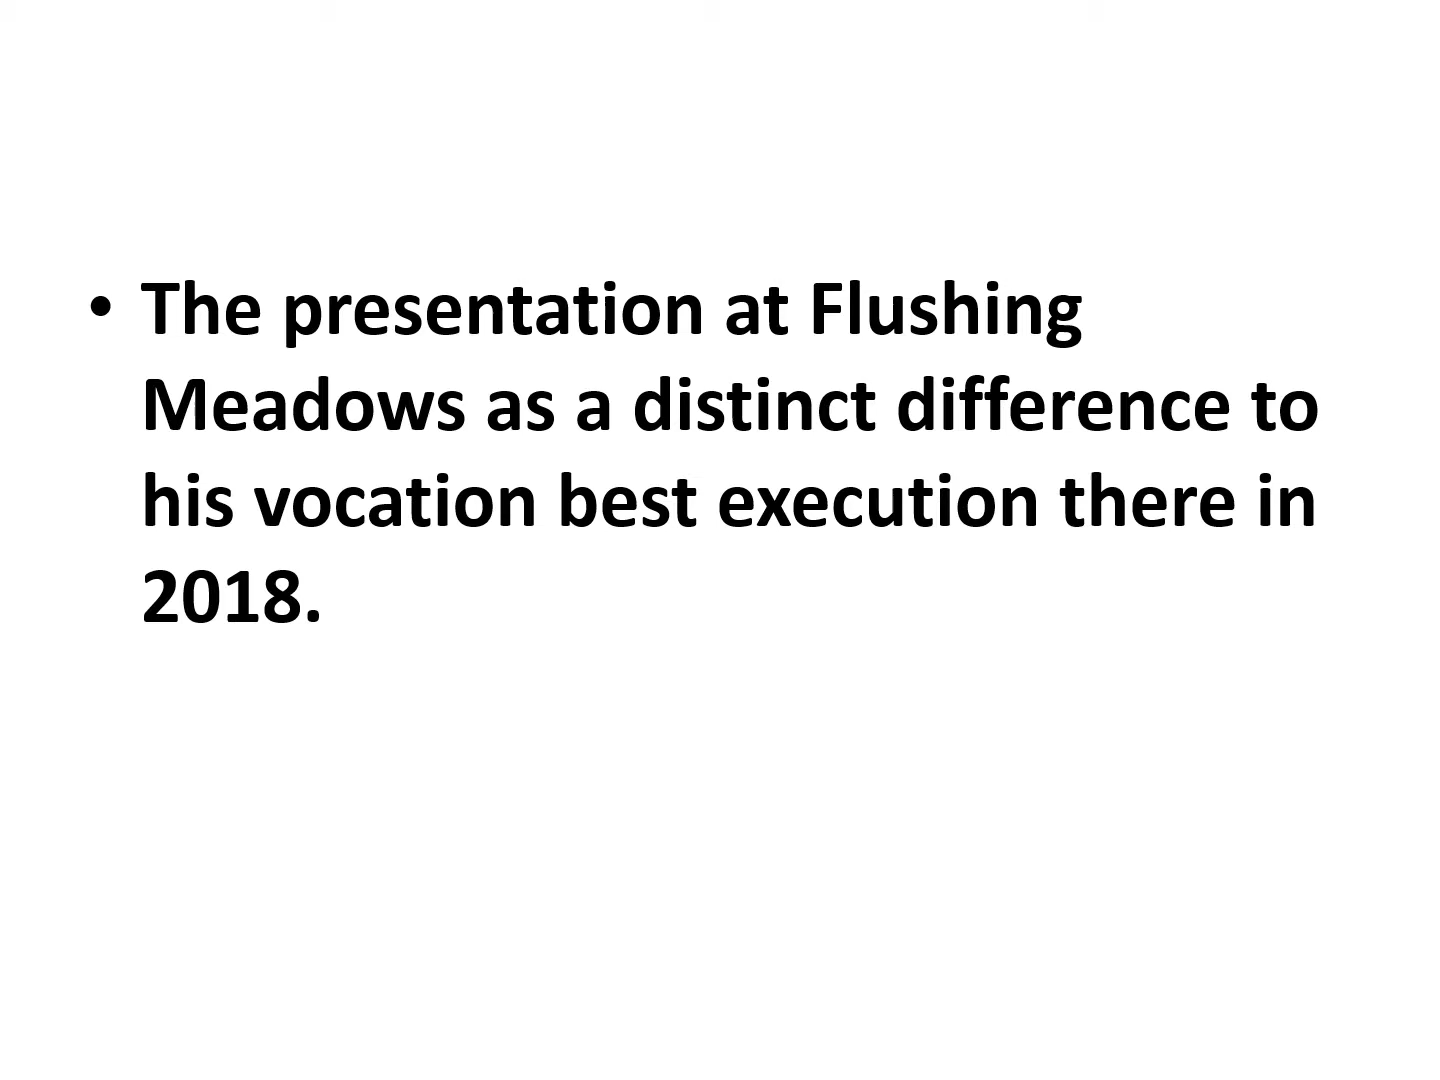 • The presentation at Flushing
Meadows as a distinct difference to
his vocation best execution there in
2018.